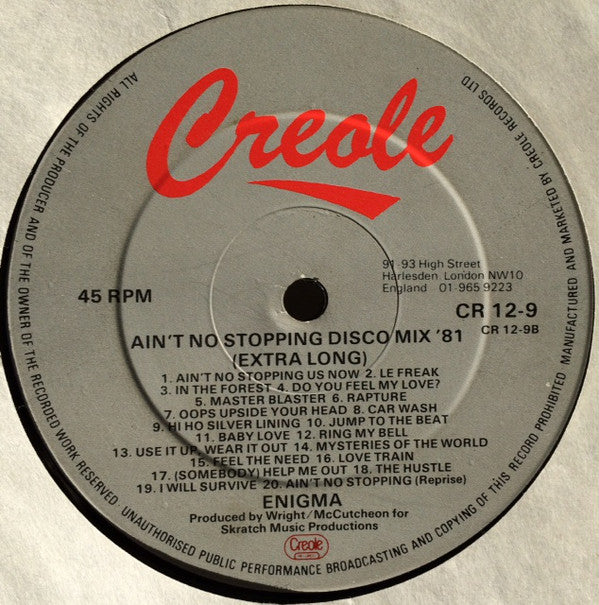 Creole
45 RPM
91-93 High Street
Harlesden London NW10
England 01-965 9223
CR 12-9
CR 12-9B
AIN'T NO STOPPING DISCO MIX '81
(EXTRA LONG)
1. AIN'T NO STOPPING US NOW 2. LE FREAK
3. IN THE FOREST 4. DO YOU FEEL MY LOVE?
5. MASTER BLASTER 6. RAPTURE
7. OOPS UPSIDE YOUR HEAD 8. CAR WASH
9. HI HO SILVER LINING 10. JUMP TO THE BEAT
11. BABY LOVE 12. RING MY BELL
13. USE IT UP, WEAR IT OUT 14. MYSTERIES OF THE WORLD
15. FEEL THE NEED 16. LOVE TRAIN
17. (SOMEBODY) HELP ME OUT 18. THE HUSTLE
19. I WILL SURVIVE 20. AIN'T NO STOPPING (Reprise)
ENIGMA
Produced by Wright/McCutcheon for
Skratch Music Productions
Creole
MANUFACTURED AND MARKETED BY CREOLE RECORDS LTD
ALL RIGHTS OF THE PRODUCER AND OF THE OWNER OF THE RECORDED WORK RESERVED UNAUTHORISED PUBLIC PERFORMANCE BROADCASTING AND COPYING OF THIS RECORD PROHIBITED